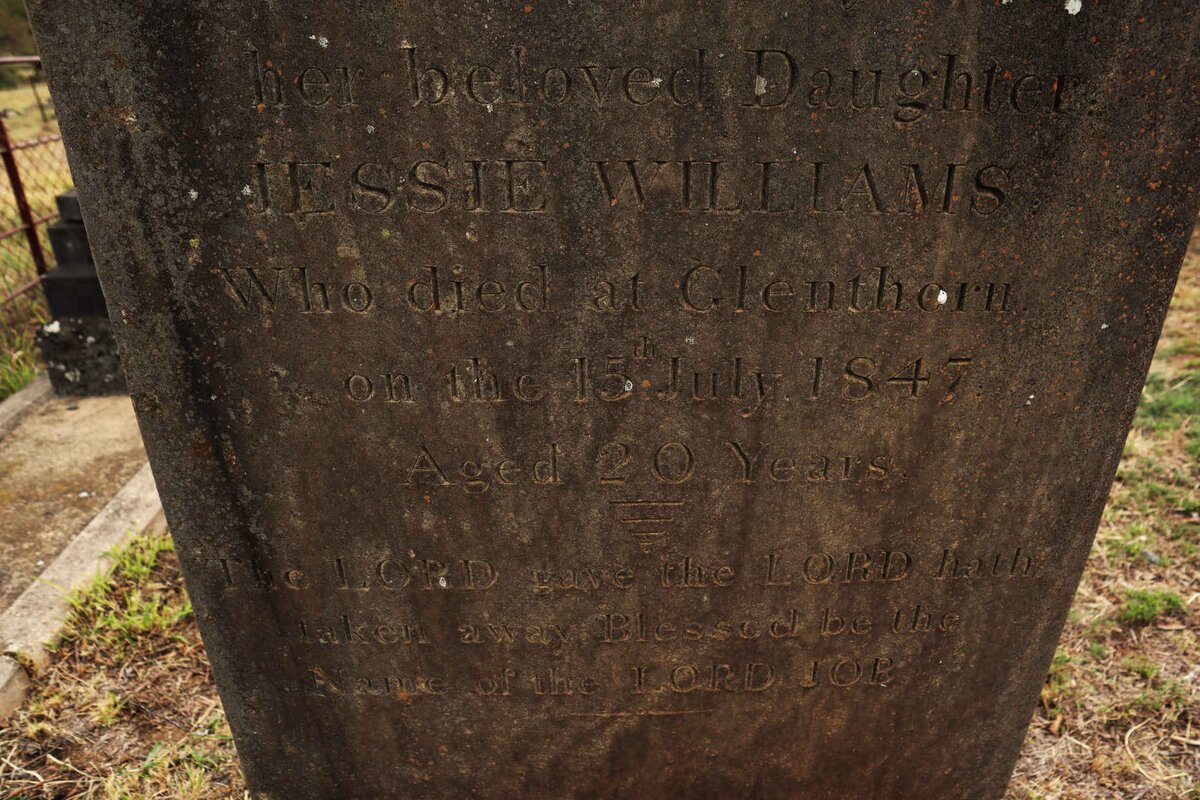 her beloved Daughter.
JESSIE WILLIAMS
Who died at Glenthorn.
on the 15th July. 1847.
Aged 20 Years.
The LORD gave the LORD hath
taken away Blessed be the
Name of the LORD JOB